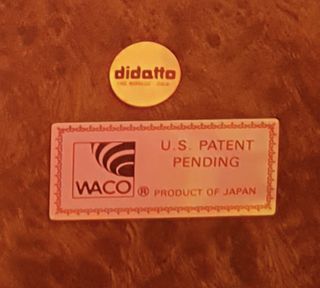 didatto
U.S. PATENT
PENDING
WACO ® PRODUCT OF JAPAN